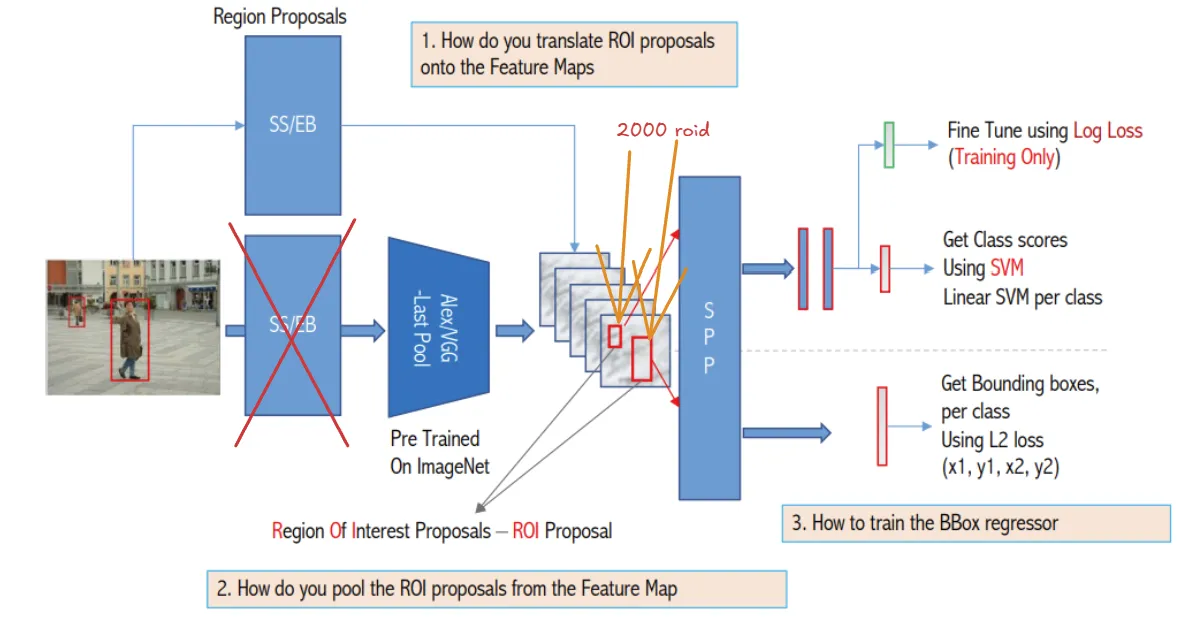 Region Proposals
1. How do you translate ROI proposals
onto the Feature Maps
SS/EB
2000 roid
Fine Tune using Log Loss
(Training Only)
SS/EB
Alex/VGG
-Last Pool
S
P
P
Get Class scores
Using SVM
Linear SVM per class
Get Bounding boxes,
per class
Using L2 loss
(x1, y1, x2, y2)
Pre Trained
On ImageNet
Region Of Interest Proposals – ROI Proposal
3. How to train the BBox regressor
2. How do you pool the ROI proposals from the Feature Map